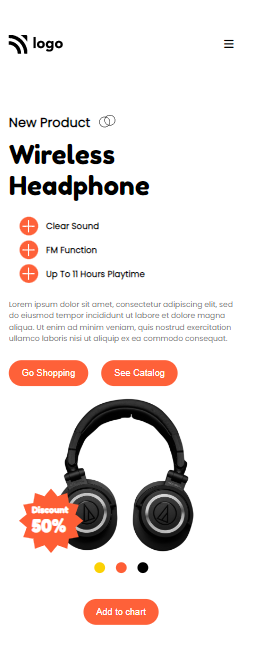 logo
New Product
Wireless
Headphone
Clear Sound
FM Function
Up To 11 Hours Playtime
Lorem ipsum dolor sit amet, consectetur adipiscing elit, sed
do eiusmod tempor incididunt ut labore et dolore magna
aliqua. Ut enim ad minim veniam, quis nostrud exercitation
ullamco laboris nisi ut aliquip ex ea commodo consequat.
Go Shopping
See Catalog
Discount
50%
Add to chart